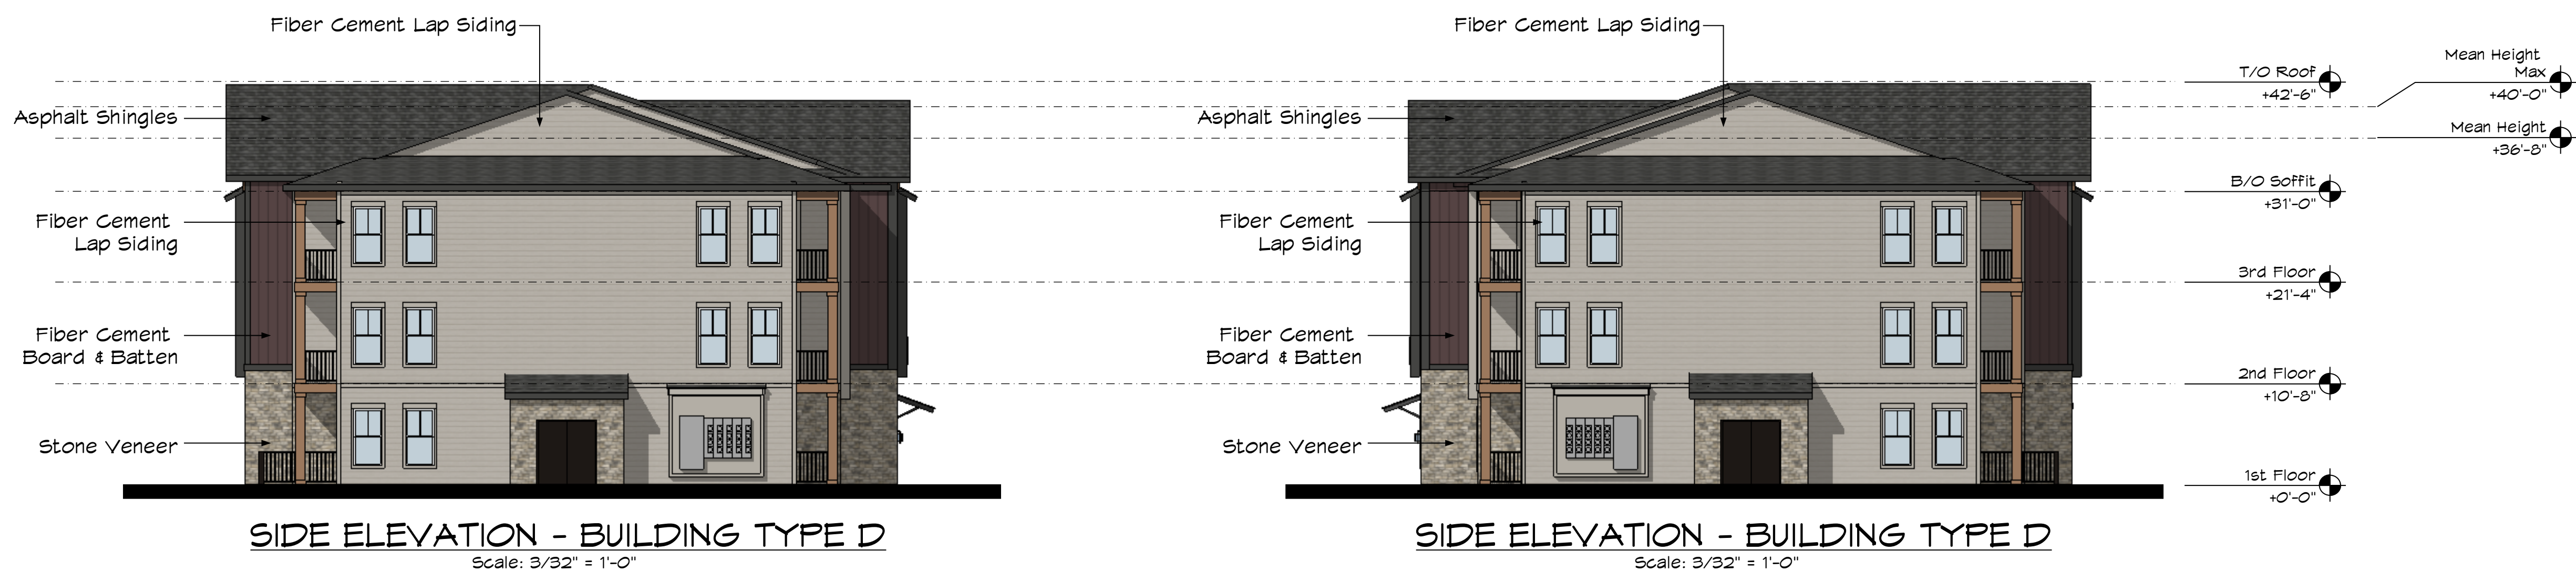 Fiber Cement Lap Siding
Asphalt Shingles
Fiber Cement
Lap Siding
Fiber Cement
Board & Batten
Stone Veneer
SIDE ELEVATION - BUILDING TYPE D
Scale: 3/32" = 1'-0"
Fiber Cement Lap Siding
Asphalt Shingles
Fiber Cement
Lap Siding
Fiber Cement
Board & Batten
Stone Veneer
SIDE ELEVATION - BUILDING TYPE D
Scale: 3/32" = 1'-0"
T/O Roof
+42'-6"
Mean Height
Max
+40'-0"
Mean Height
+36'-8"
B/O Soffit
+31'-0"
3rd Floor
+21'-4"
2nd Floor
+10'-8"
1st Floor
+0'-0"